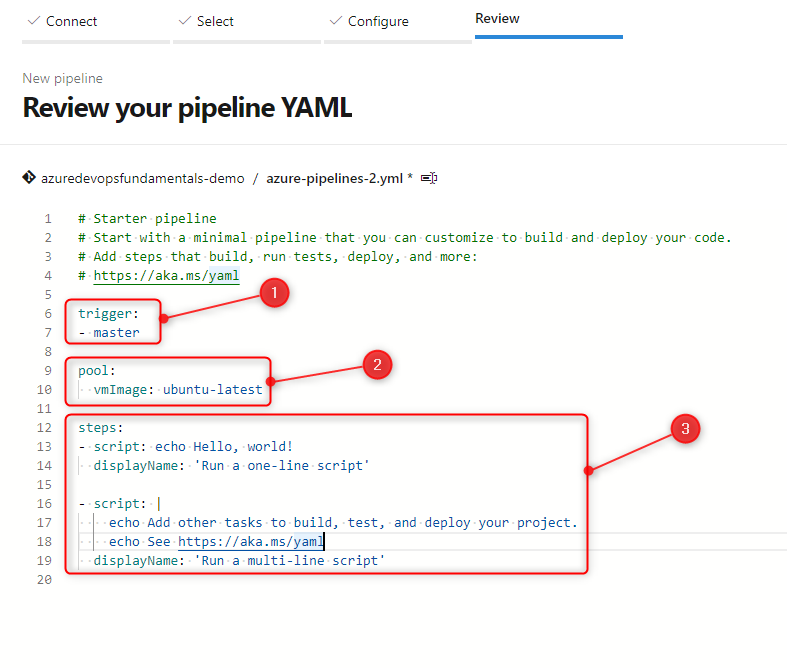 Connect
Select
Configure
Review
New pipeline
Review your pipeline YAML
azuredevopsfundamentals-demo / azure-pipelines-2.yml *
1 # Starter pipeline
2 # Start with a minimal pipeline that you can customize to build and deploy your code.
3 # Add steps that build, run tests, deploy, and more:
4 # https://aka.ms/yaml
5
6 trigger:
7 - master
8
9 pool:
10   vmImage: ubuntu-latest
11
12 steps:
13 - script: echo Hello, world!
14   displayName: 'Run a one-line script'
15
16 - script: |
17     echo Add other tasks to build, test, and deploy your project.
18     echo See https://aka.ms/yaml
19   displayName: 'Run a multi-line script'
20
1
2
3